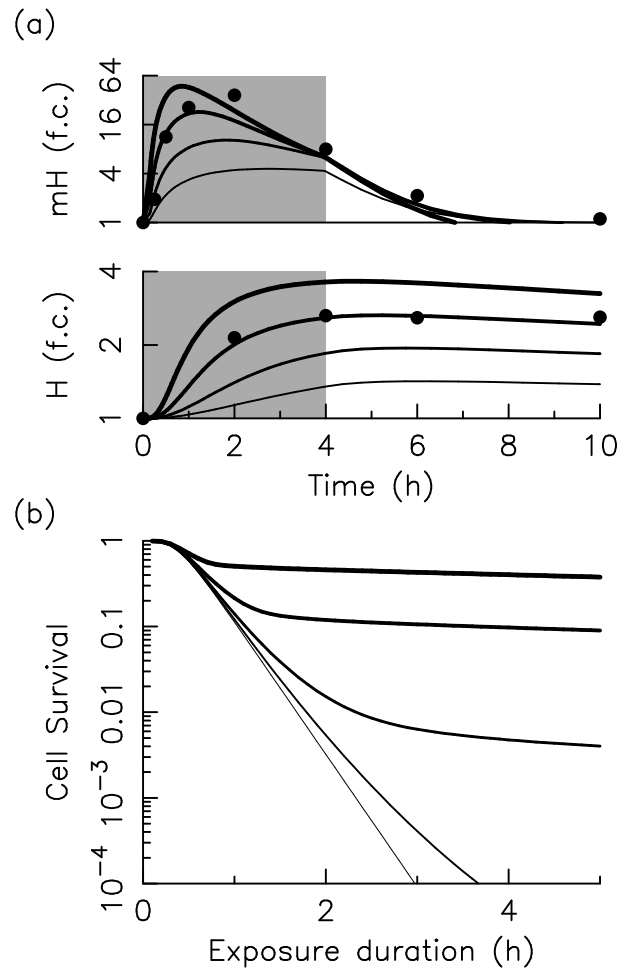 (a)
mH (f.c.)
64
16
4
1
H (f.c.)
4
2
1
0 2 4 6 8 10
Time (h)
(b)
Cell Survival
1
0.1
0.01
10⁻³
10⁻⁴
0 2 4
Exposure duration (h)